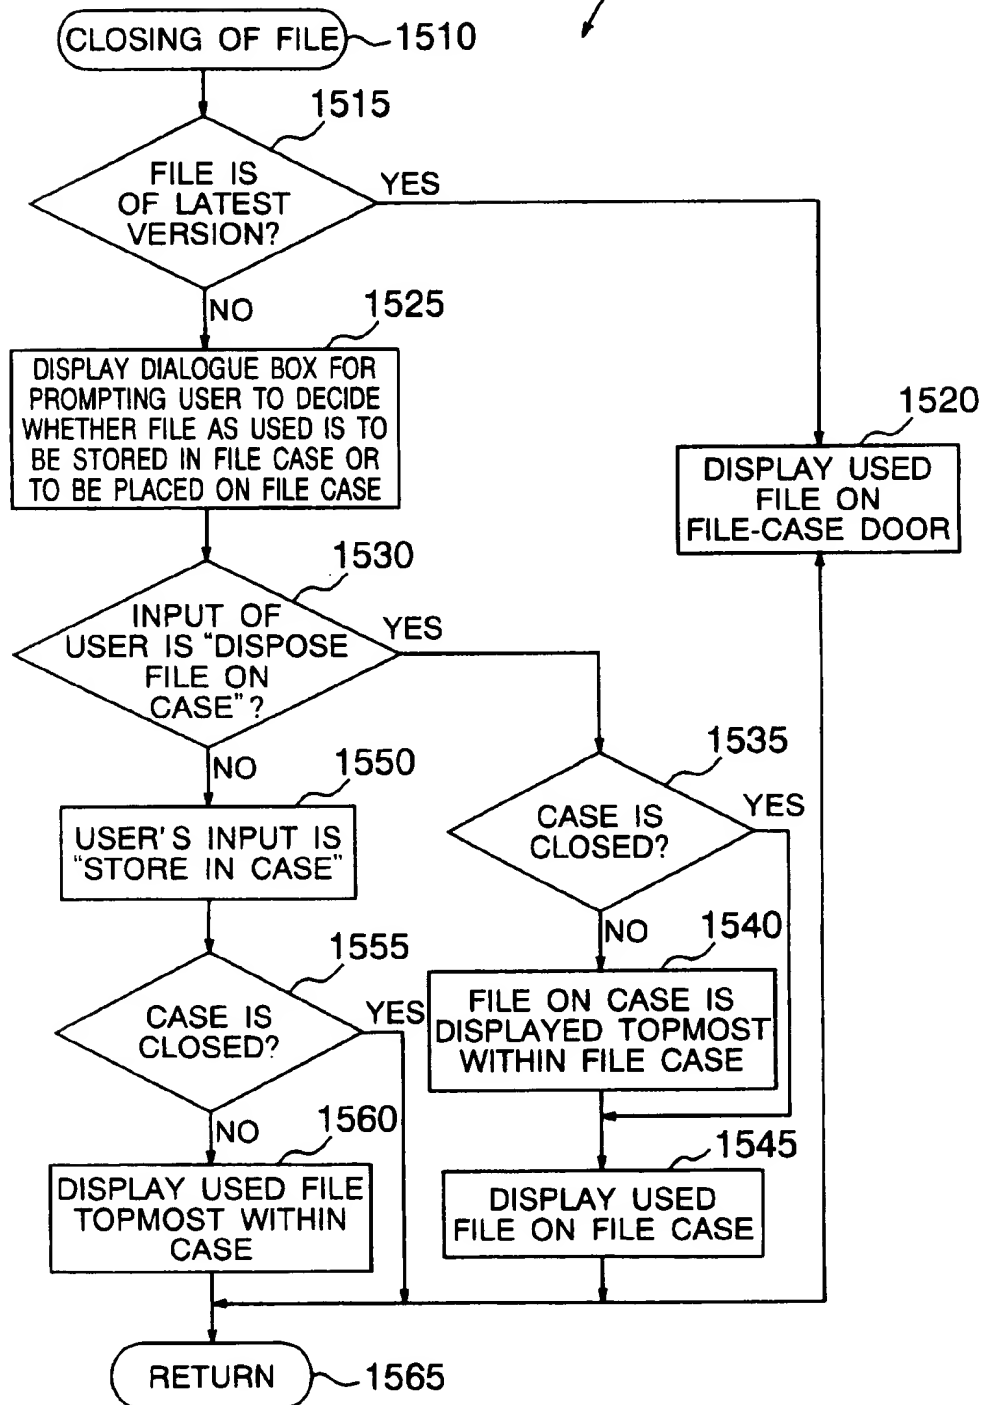 CLOSING OF FILE
1510
1515
FILE IS
OF LATEST
VERSION?
YES
NO
1525
DISPLAY DIALOGUE BOX FOR
PROMPTING USER TO DECIDE
WHETHER FILE AS USED IS TO
BE STORED IN FILE CASE OR
TO BE PLACED ON FILE CASE
1520
DISPLAY USED
FILE ON
FILE-CASE DOOR
1530
INPUT OF
USER IS "DISPOSE
FILE ON
CASE"?
YES
NO
1550
USER'S INPUT IS
"STORE IN CASE"
1535
CASE IS
CLOSED?
YES
NO
1540
FILE ON CASE IS
DISPLAYED TOPMOST
WITHIN FILE CASE
1555
CASE IS
CLOSED?
YES
NO
1560
DISPLAY USED FILE
TOPMOST WITHIN
CASE
1545
DISPLAY USED
FILE ON FILE CASE
RETURN
1565